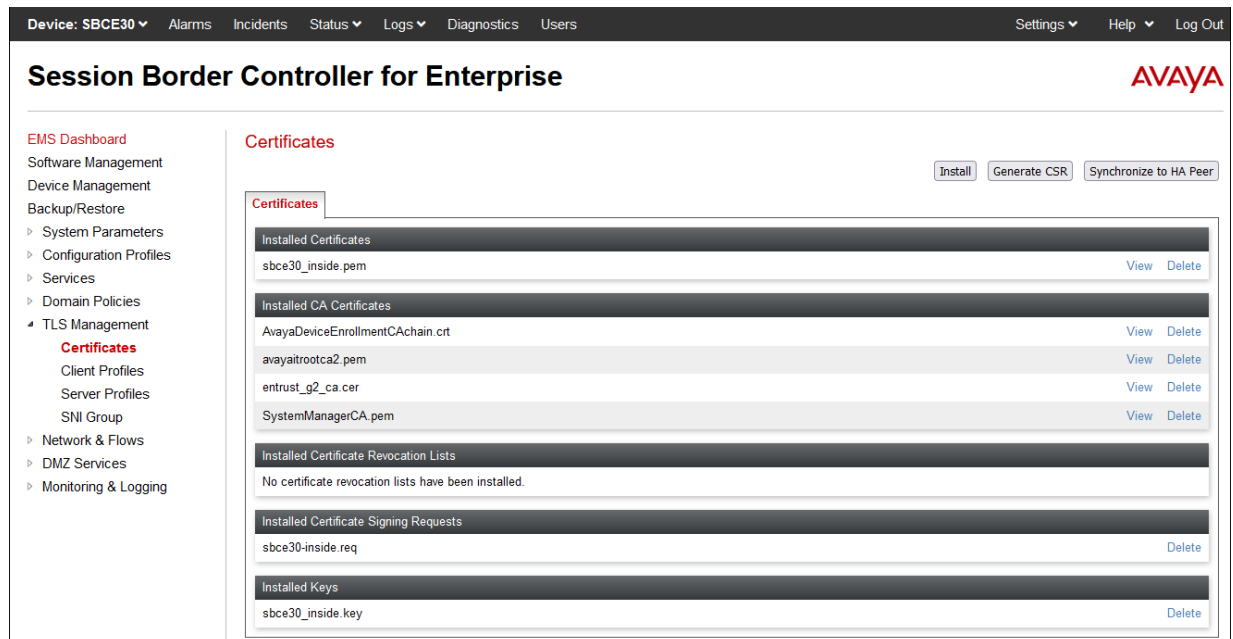 Device: SBCE30 Alarms Incidents Status Logs Diagnostics Users Settings Help Log Out
Session Border Controller for Enterprise
AVAYA
EMS Dashboard
Software Management
Device Management
Backup/Restore
System Parameters
Configuration Profiles
Services
Domain Policies
TLS Management
Certificates
Client Profiles
Server Profiles
SNI Group
Network & Flows
DMZ Services
Monitoring & Logging
Certificates
Install Generate CSR Synchronize to HA Peer
Certificates
Installed Certificates
sbce30_inside.pem View Delete
Installed CA Certificates
AvayaDeviceEnrollmentCAchain.crt View Delete
avayaitrootca2.pem View Delete
entrust_g2_ca.cer View Delete
SystemManagerCA.pem View Delete
Installed Certificate Revocation Lists
No certificate revocation lists have been installed.
Installed Certificate Signing Requests
sbce30-inside.req Delete
Installed Keys
sbce30_inside.key Delete